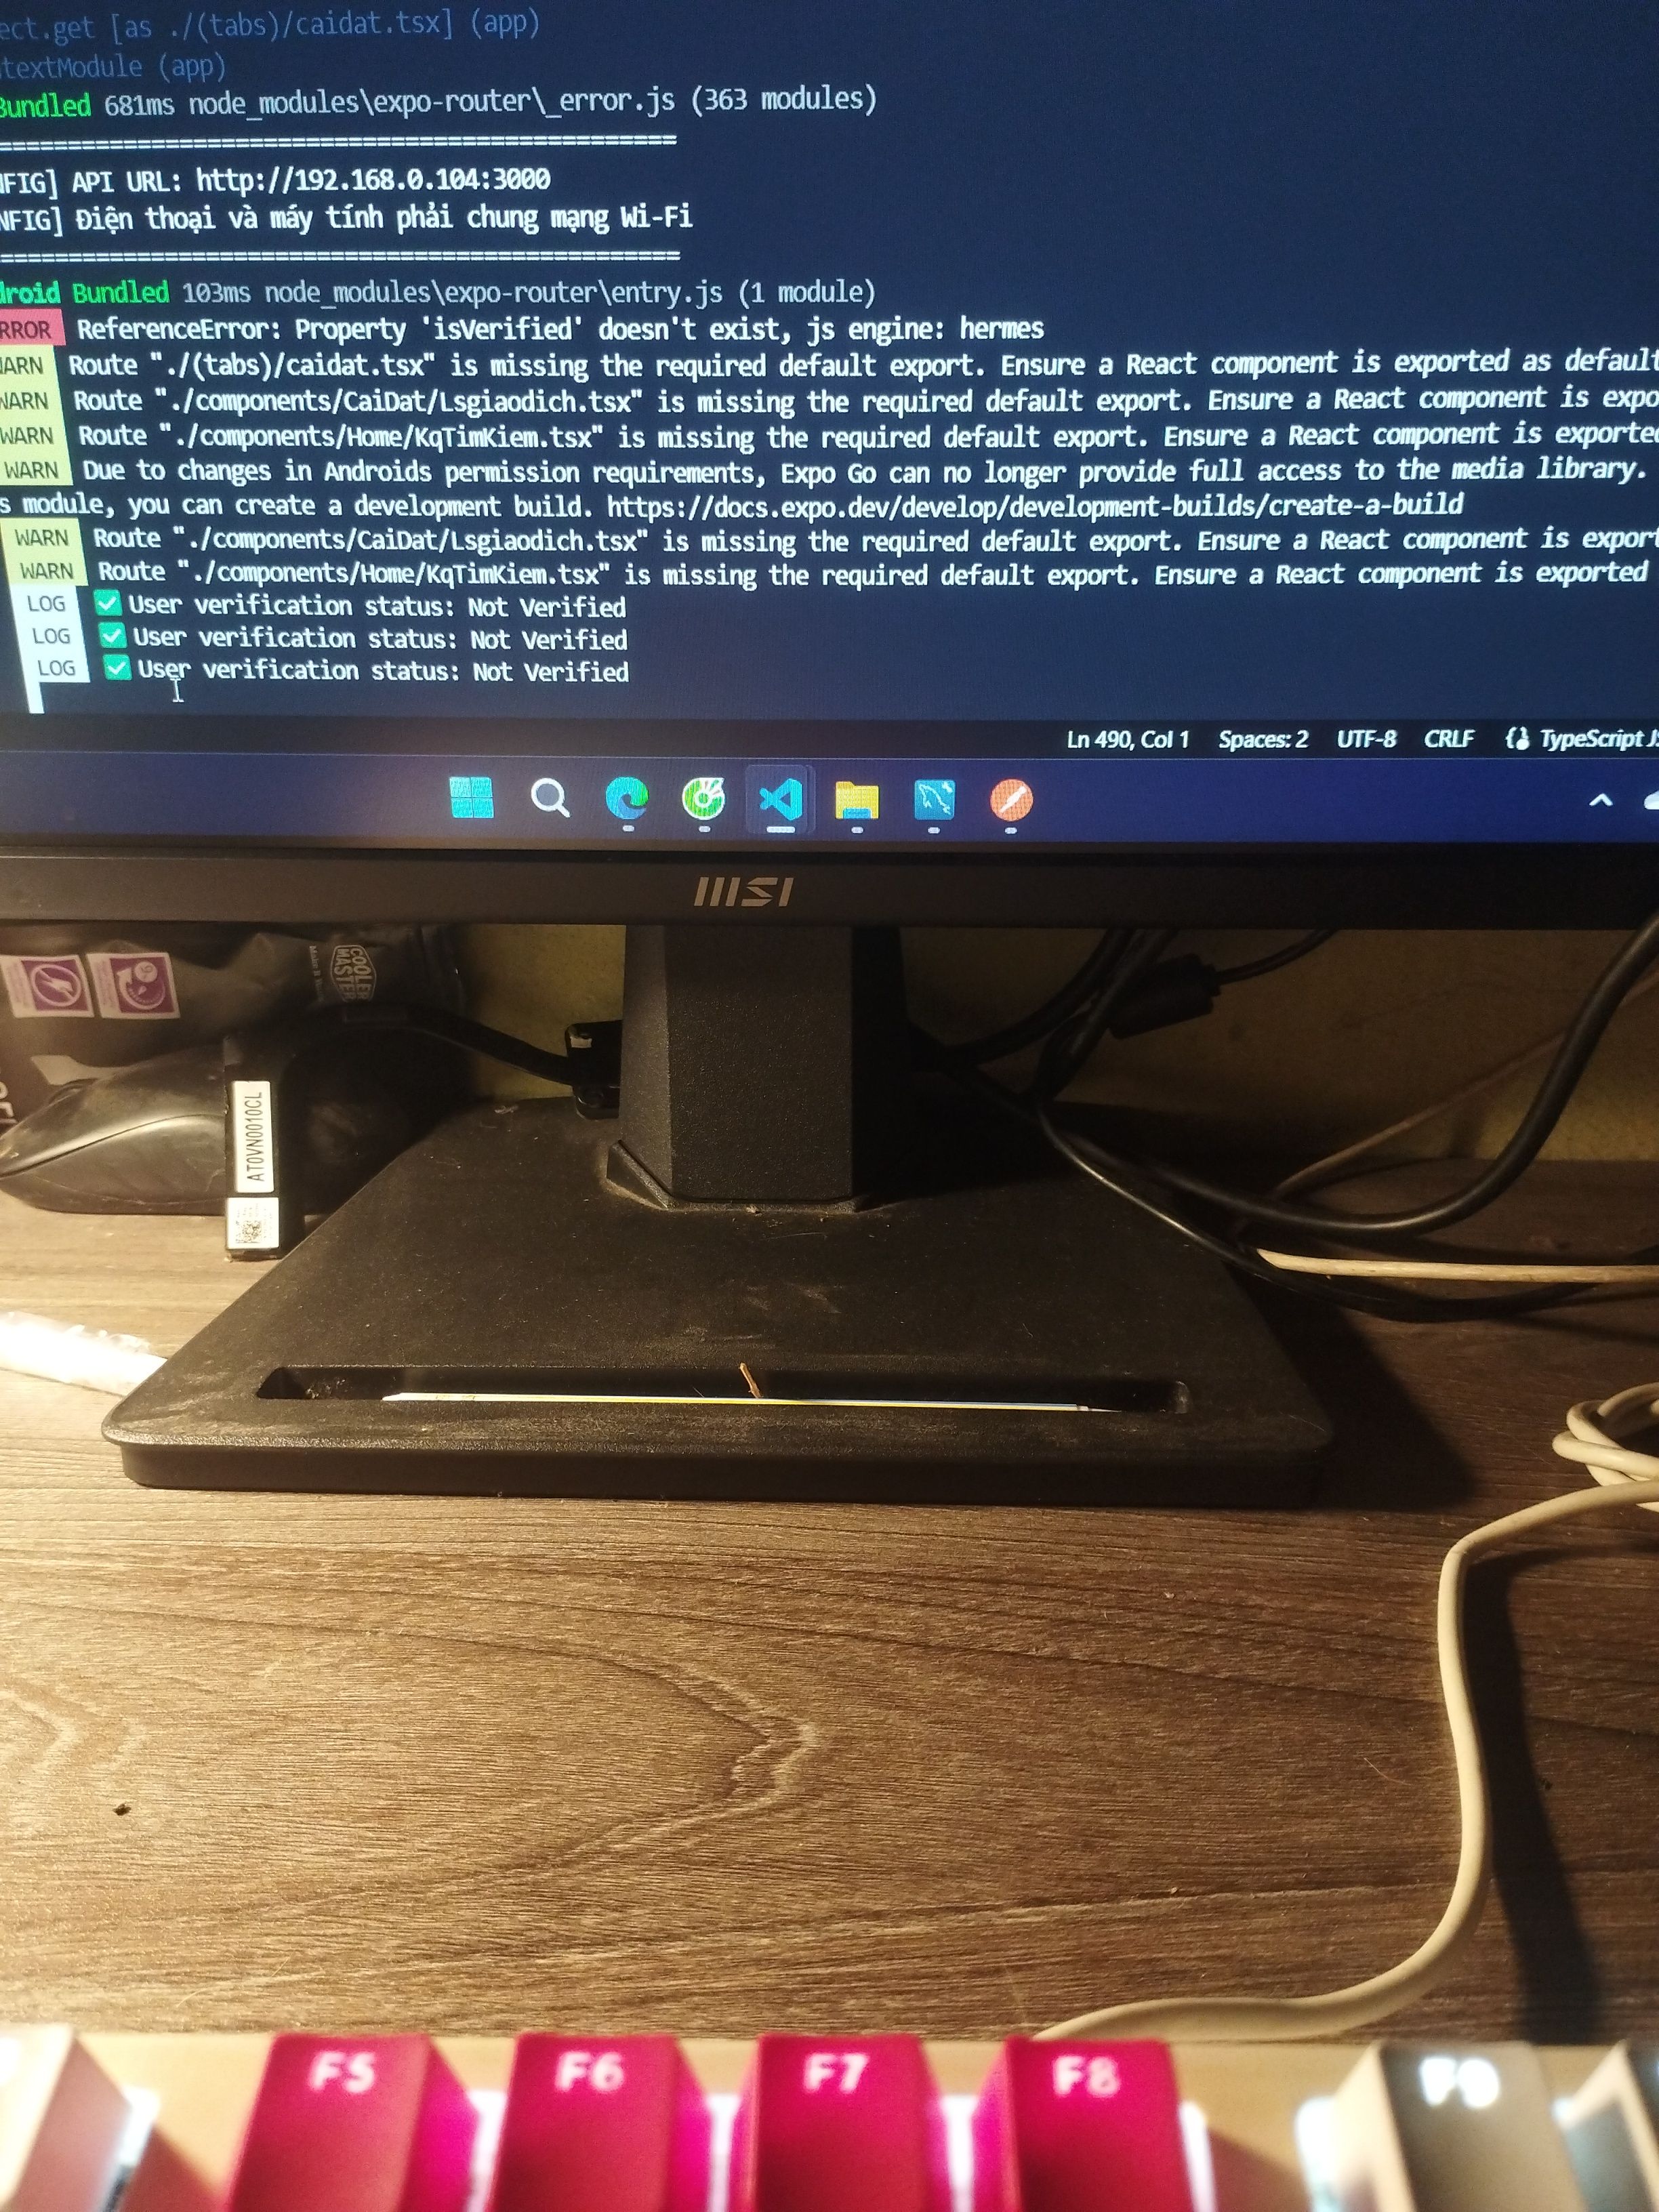 ect.get [as ./(tabs)/caidat.tsx] (app)
textModule (app)
Bundled 681ms node_modules\expo-router\_error.js (363 modules)
NFIG] API URL: http://192.168.0.104:3000
NFIG] Điện thoại và máy tính phải chung mạng Wi-Fi
droid Bundled 103ms node_modules\expo-router\entry.js (1 module)
RROR ReferenceError: Property 'isVerified' doesn't exist, js engine: hermes
WARN Route "./(tabs)/caidat.tsx" is missing the required default export. Ensure a React component is exported as default
WARN Route "./components/CaiDat/Lsgiaodich.tsx" is missing the required default export. Ensure a React component is expo
WARN Route "./components/Home/KqTimKiem.tsx" is missing the required default export. Ensure a React component is exported
WARN Due to changes in Androids permission requirements, Expo Go can no longer provide full access to the media library.
s module, you can create a development build. https://docs.expo.dev/develop/development-builds/create-a-build
WARN Route "./components/CaiDat/Lsgiaodich.tsx" is missing the required default export. Ensure a React component is export
WARN Route "./components/Home/KqTimKiem.tsx" is missing the required default export. Ensure a React component is exported
LOG ✅ User verification status: Not Verified
LOG ✅ User verification status: Not Verified
LOG ✅ User verification status: Not Verified
Ln 490, Col 1 Spaces: 2 UTF-8 CRLF TypeScript JS
msi
COOLER MASTER
AT0VN0010CL
F5 F6 F7 F8 F9